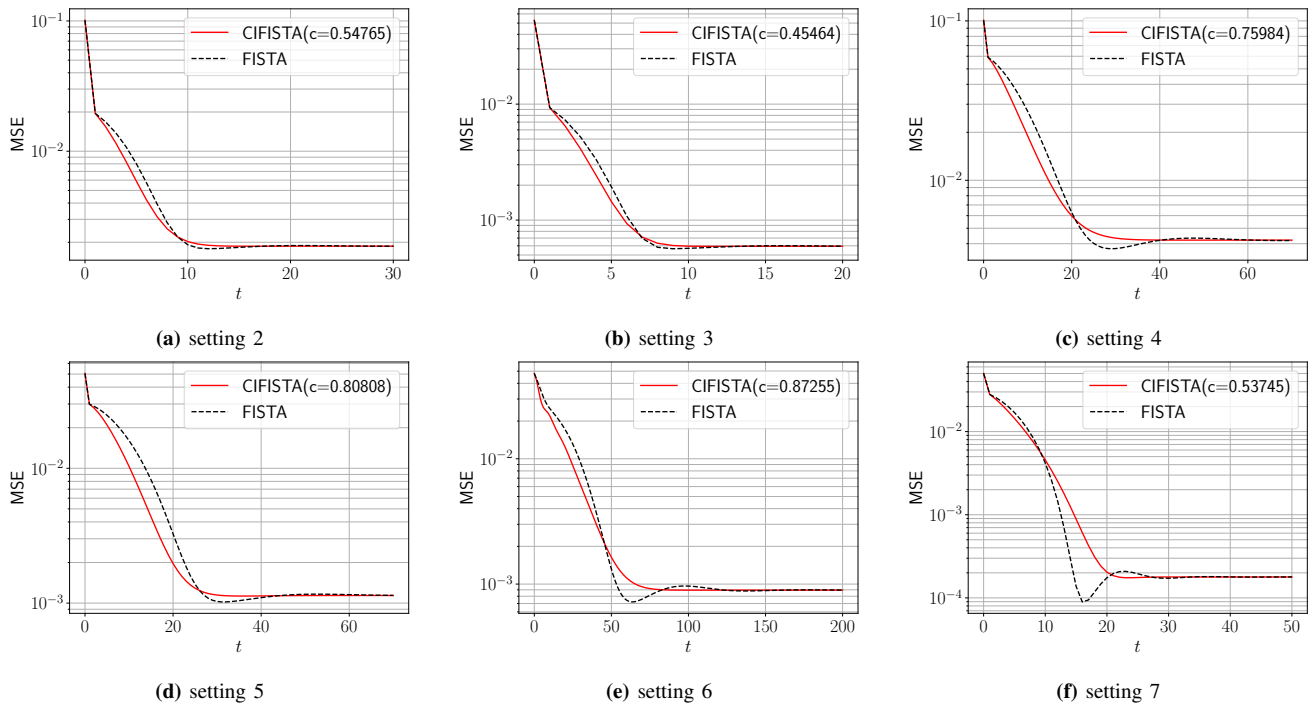 10⁻¹
10⁻²
MSE
0
10
20
30
t
CIFISTA(c=0.54765)
FISTA
(a) setting 2
10⁻²
10⁻³
MSE
0
5
10
15
20
t
CIFISTA(c=0.45464)
FISTA
(b) setting 3
10⁻¹
10⁻²
MSE
0
20
40
60
t
CIFISTA(c=0.75984)
FISTA
(c) setting 4
10⁻²
10⁻³
MSE
0
20
40
60
t
CIFISTA(c=0.80808)
FISTA
(d) setting 5
10⁻²
10⁻³
MSE
0
50
100
150
200
t
CIFISTA(c=0.87255)
FISTA
(e) setting 6
10⁻²
10⁻³
10⁻⁴
MSE
0
10
20
30
40
50
t
CIFISTA(c=0.53745)
FISTA
(f) setting 7